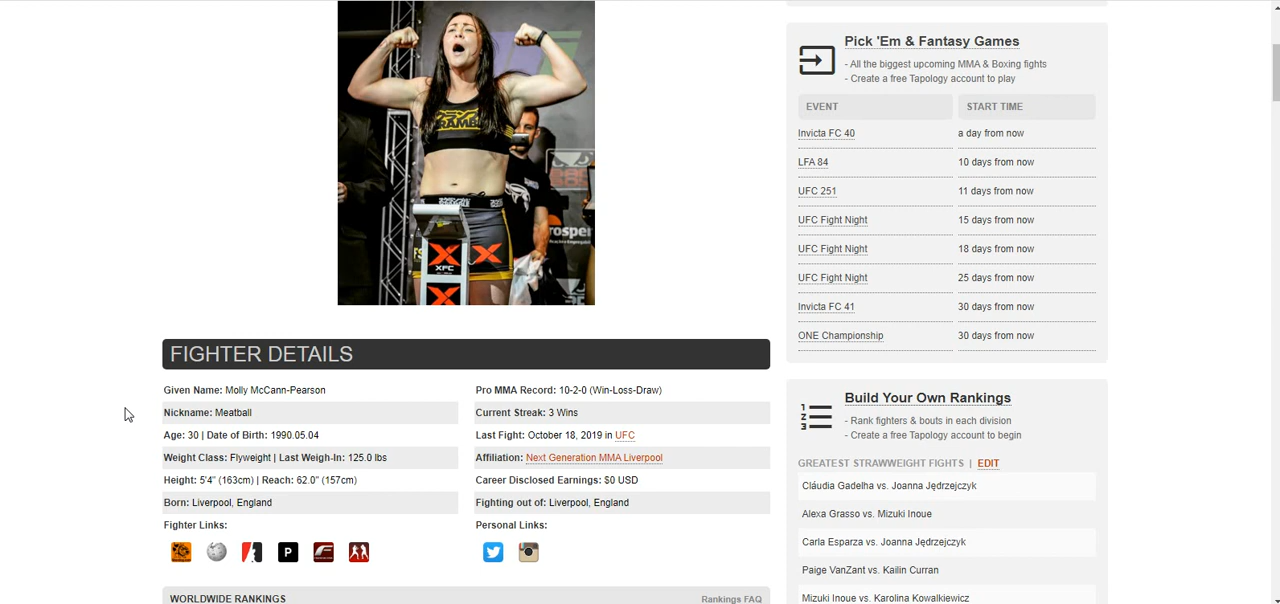 RAMB
XFC
Prosper
Pick 'Em & Fantasy Games
- All the biggest upcoming MMA & Boxing fights
- Create a free Tapology account to play
EVENT START TIME
Invicta FC 40 a day from now
LFA 84 10 days from now
UFC 251 11 days from now
UFC Fight Night 15 days from now
UFC Fight Night 18 days from now
UFC Fight Night 25 days from now
Invicta FC 41 30 days from now
ONE Championship 30 days from now
FIGHTER DETAILS
Given Name: Molly McCann-Pearson
Pro MMA Record: 10-2-0 (Win-Loss-Draw)
Nickname: Meatball
Current Streak: 3 Wins
Age: 30 | Date of Birth: 1990.05.04
Last Fight: October 18, 2019 in UFC
Weight Class: Flyweight | Last Weigh-In: 125.0 lbs
Affiliation: Next Generation MMA Liverpool
Height: 5'4" (163cm) | Reach: 62.0" (157cm)
Career Disclosed Earnings: $0 USD
Born: Liverpool, England
Fighting out of: Liverpool, England
Fighter Links:
Personal Links:
P
WORLDWIDE RANKINGS Rankings FAQ
Build Your Own Rankings
- Rank fighters & bouts in each division
- Create a free Tapology account to begin
GREATEST STRAWWEIGHT FIGHTS | EDIT
Cláudia Gadelha vs. Joanna Jędrzejczyk
Alexa Grasso vs. Mizuki Inoue
Carla Esparza vs. Joanna Jędrzejczyk
Paige VanZant vs. Kailin Curran
Mizuki Inoue vs. Karolina Kowalkiewicz